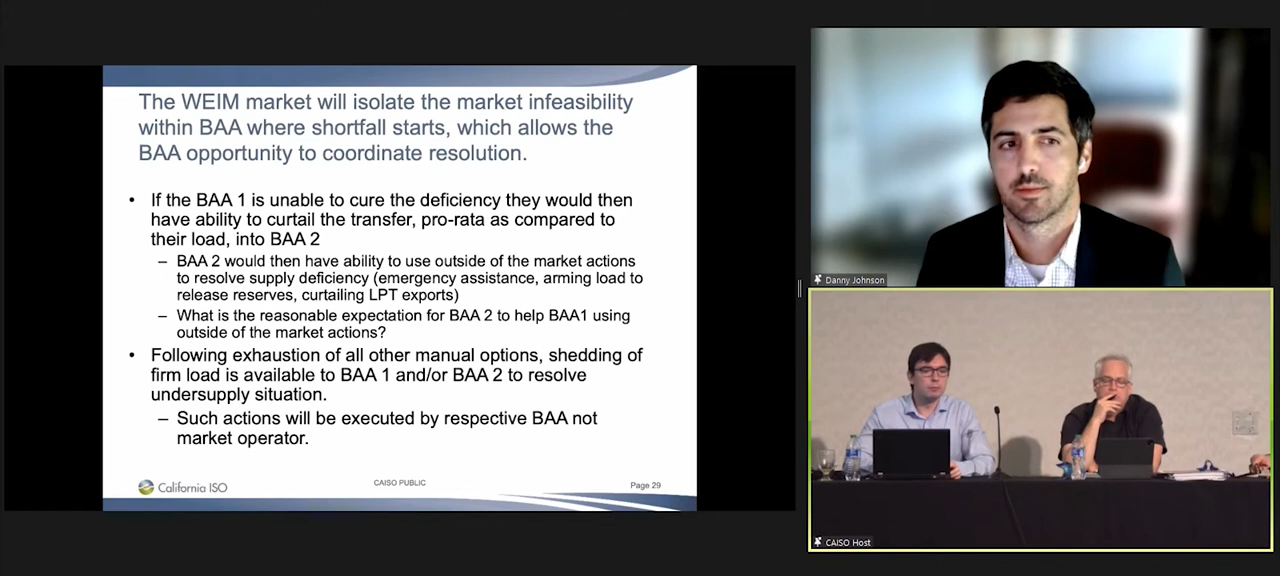 The WEIM market will isolate the market infeasibility
within BAA where shortfall starts, which allows the
BAA opportunity to coordinate resolution.
• If the BAA 1 is unable to cure the deficiency they would then
have ability to curtail the transfer, pro-rata as compared to
their load, into BAA 2
– BAA 2 would then have ability to use outside of the market actions
to resolve supply deficiency (emergency assistance, arming load to
release reserves, curtailing LPT exports)
– What is the reasonable expectation for BAA 2 to help BAA1 using
outside of the market actions?
• Following exhaustion of all other manual options, shedding of
firm load is available to BAA 1 and/or BAA 2 to resolve
undersupply situation.
– Such actions will be executed by respective BAA not
market operator.
California ISO
CAISO PUBLIC
Page 29
Danny Johnson
CAISO Host